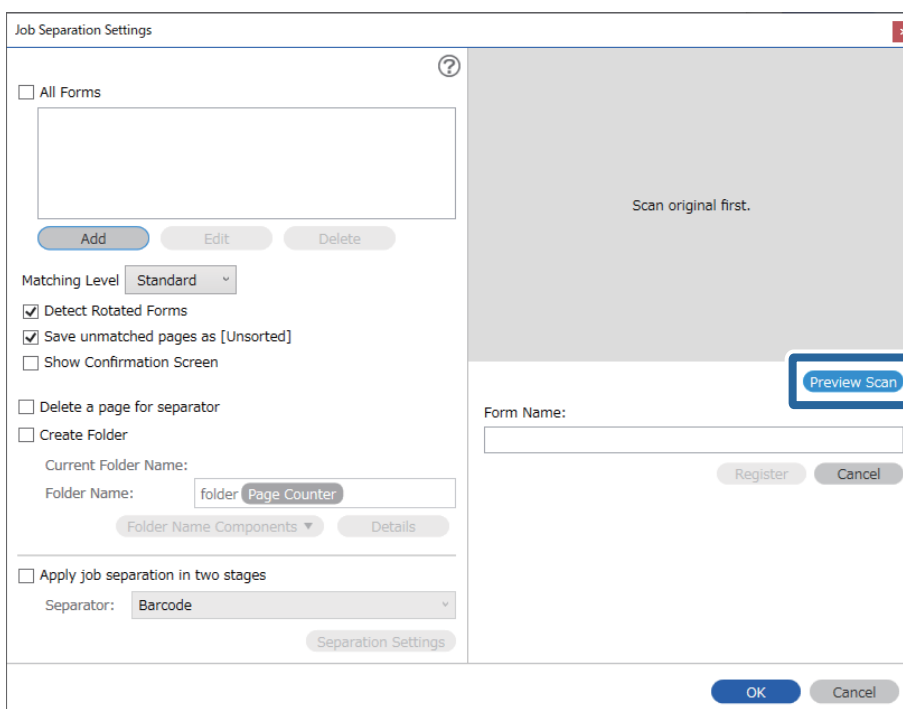 Job Separation Settings
?
All Forms
Add Edit Delete
Matching Level Standard
Detect Rotated Forms
Save unmatched pages as [Unsorted]
Show Confirmation Screen
Delete a page for separator
Create Folder
Current Folder Name:
Folder Name: folder Page Counter
Folder Name Components ▼ Details
Apply job separation in two stages
Separator: Barcode
Separation Settings
Scan original first.
Preview Scan
Form Name:
Register Cancel
OK Cancel